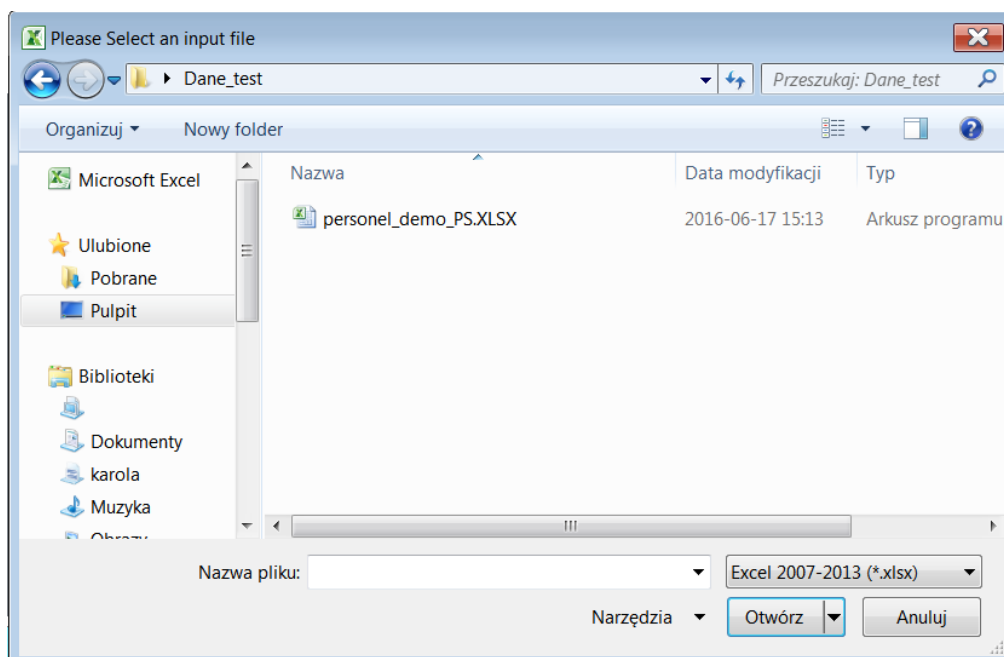 Please Select an input file
Dane_test
Przeszukaj: Dane_test
Organizuj
Nowy folder
Microsoft Excel
Ulubione
Pobrane
Pulpit
Biblioteki
Dokumenty
karola
Muzyka
Nazwa
Data modyfikacji
Typ
personel_demo_PS.XLSX
2016-06-17 15:13
Arkusz programu
Nazwa pliku:
Excel 2007-2013 (*.xlsx)
Narzędzia
Otwórz
Anuluj